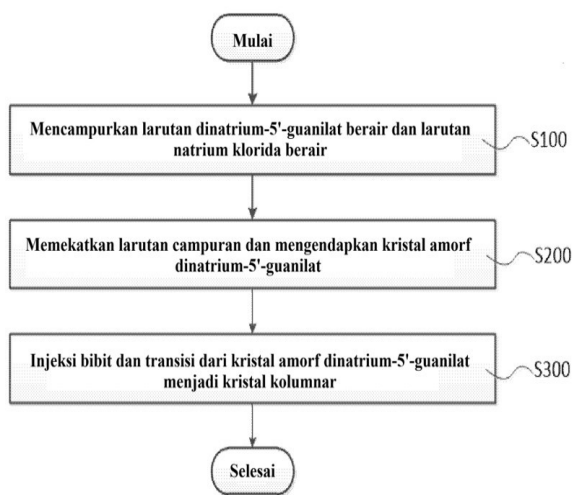 Mulai
Mencampurkan larutan dinatrium-5'-guanilat berair dan larutan
natrium klorida berair
S100
Memekatkan larutan campuran dan mengendapkan kristal amorf
dinatrium-5'-guanilat
S200
Injeksi bibit dan transisi dari kristal amorf dinatrium-5'-guanilat
menjadi kristal kolumnar
S300
Selesai